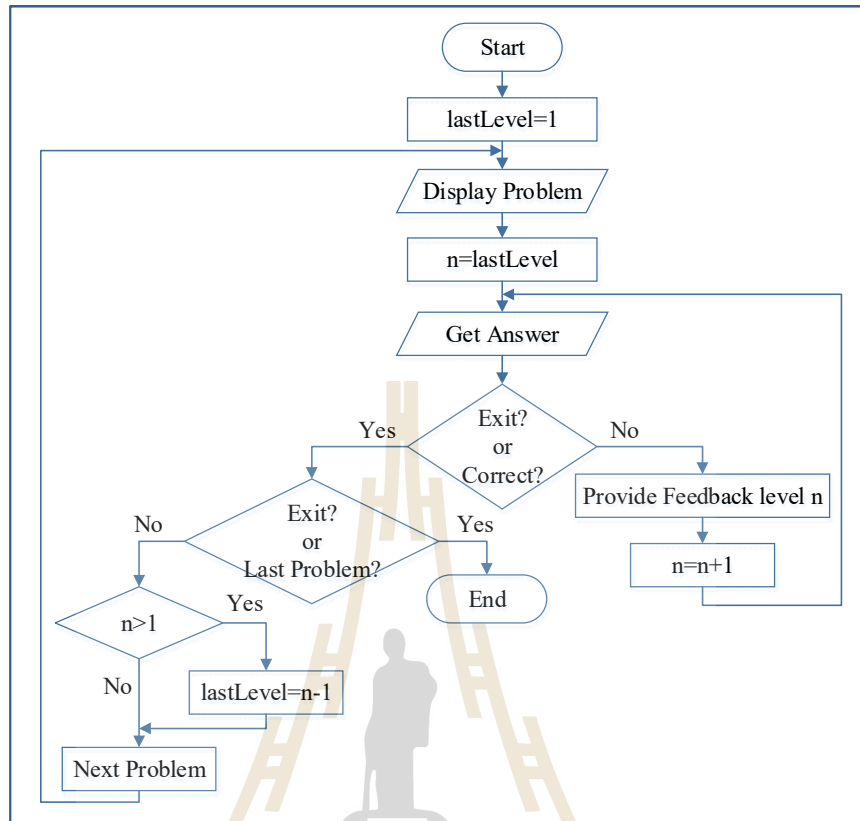 Start
lastLevel=1
Display Problem
n=lastLevel
Get Answer
Exit?
or
Correct?
Yes
No
Provide Feedback level n
n=n+1
Exit?
or
Last Problem?
No
Yes
End
n>1
Yes
No
lastLevel=n-1
Next Problem